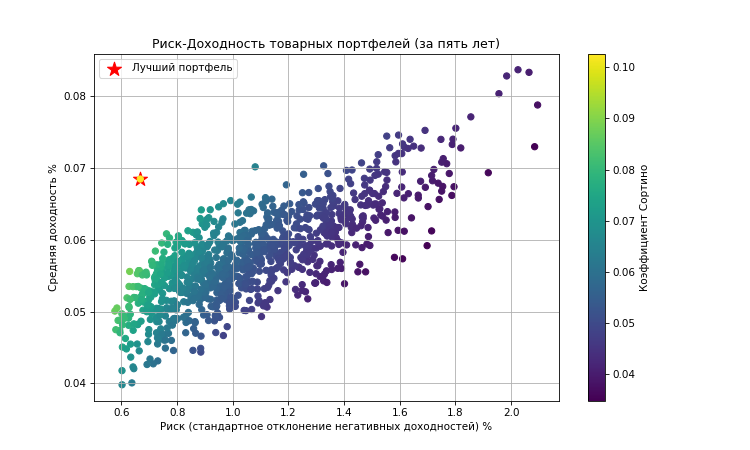 Риск-Доходность товарных портфелей (за пять лет)
Лучший портфель
Средняя доходность %
0.08
0.07
0.06
0.05
0.04
0.6 0.8 1.0 1.2 1.4 1.6 1.8 2.0
Риск (стандартное отклонение негативных доходностей) %
0.10
0.09
0.08
0.07
0.06
0.05
0.04
Коэффициент Сортино